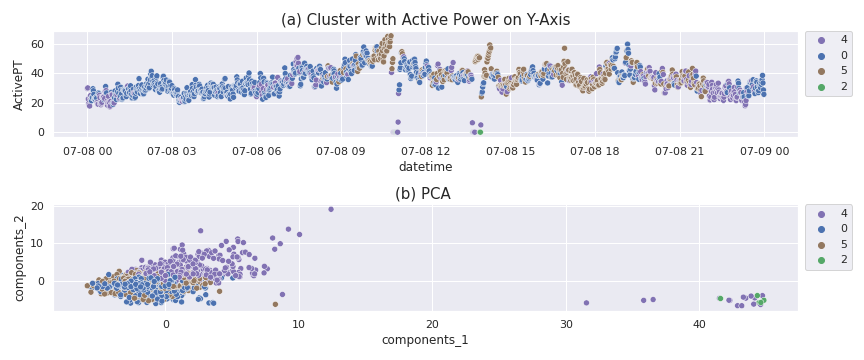 (a) Cluster with Active Power on Y-Axis
60
40
20
0
ActivePT
07-08 00 07-08 03 07-08 06 07-08 09 07-08 12 07-08 15 07-08 18 07-08 21 07-09 00
datetime
4
0
5
2
(b) PCA
20
10
0
components_2
0 10 20 30 40
components_1
4
0
5
2